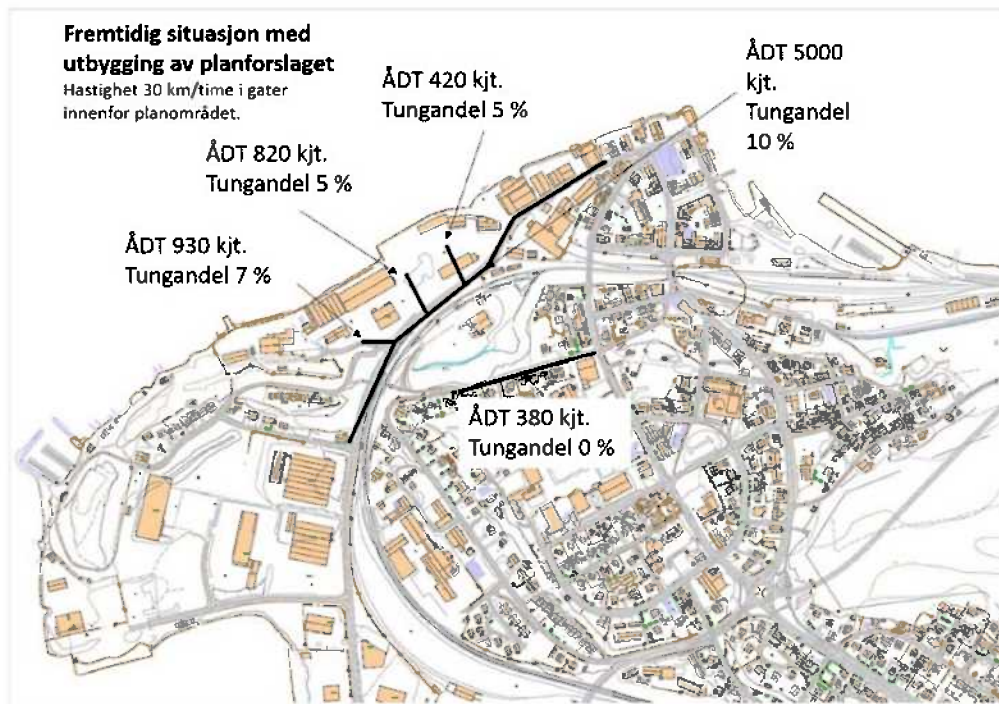 Fremtidig situasjon med
utbygging av planforslaget
Hastighet 30 km/time i gater
innenfor planområdet.
ÅDT 420 kjt.
Tungandel 5 %
ÅDT 5000
kjt.
Tungandel
10 %
ÅDT 820 kjt.
Tungandel 5 %
ÅDT 930 kjt.
Tungandel 7 %
ÅDT 380 kjt.
Tungandel 0 %